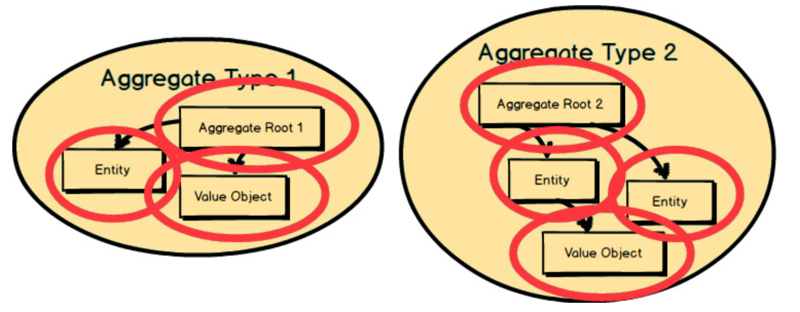 Aggregate Type 1
Aggregate Root 1
Entity
Value Object
Aggregate Type 2
Aggregate Root 2
Entity
Entity
Value Object